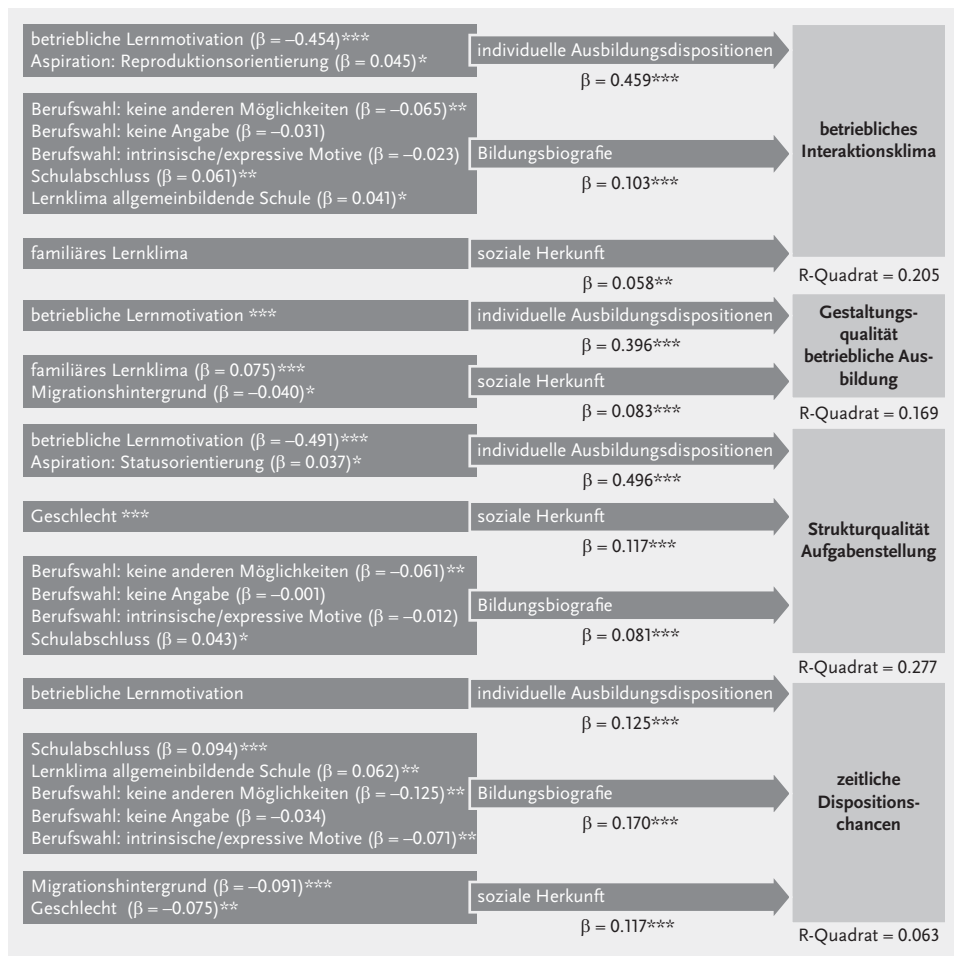 betriebliche Lernmotivation (β = –0.454)***
Aspiration: Reproduktionsorientierung (β = 0.045)*
individuelle Ausbildungsdispositionen
β = 0.459***
Berufswahl: keine anderen Möglichkeiten (β = –0.065)**
Berufswahl: keine Angabe (β = –0.031)
Berufswahl: intrinsische/expressive Motive (β = –0.023)
Schulabschluss (β = 0.061)**
Lernklima allgemeinbildende Schule (β = 0.041)*
Bildungsbiografie
β = 0.103***
familiäres Lernklima
soziale Herkunft
β = 0.058**
betriebliches
Interaktionsklima
R-Quadrat = 0.205
betriebliche Lernmotivation ***
individuelle Ausbildungsdispositionen
β = 0.396***
familiäres Lernklima (β = 0.075)***
Migrationshintergrund (β = –0.040)*
soziale Herkunft
β = 0.083***
Gestaltungs-
qualität
betriebliche Aus-
bildung
R-Quadrat = 0.169
betriebliche Lernmotivation (β = –0.491)***
Aspiration: Statusorientierung (β = 0.037)*
individuelle Ausbildungsdispositionen
β = 0.496***
Geschlecht ***
soziale Herkunft
β = 0.117***
Berufswahl: keine anderen Möglichkeiten (β = –0.061)**
Berufswahl: keine Angabe (β = –0.001)
Berufswahl: intrinsische/expressive Motive (β = –0.012)
Schulabschluss (β = 0.043)*
Bildungsbiografie
β = 0.081***
Strukturqualität
Aufgabenstellung
R-Quadrat = 0.277
betriebliche Lernmotivation
individuelle Ausbildungsdispositionen
β = 0.125***
Schulabschluss (β = 0.094)***
Lernklima allgemeinbildende Schule (β = 0.062)**
Berufswahl: keine anderen Möglichkeiten (β = –0.125)**
Berufswahl: keine Angabe (β = –0.034)
Berufswahl: intrinsische/expressive Motive (β = –0.071)**
Bildungsbiografie
β = 0.170***
Migrationshintergrund (β = –0.091)***
Geschlecht (β = –0.075)**
soziale Herkunft
β = 0.117***
zeitliche
Dispositions-
chancen
R-Quadrat = 0.063